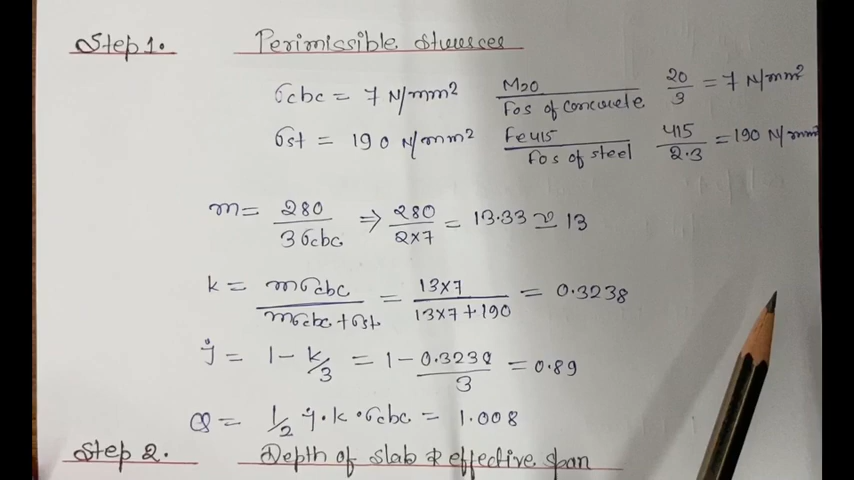 Step 1. Perimissible stresses
σcbc = 7 N/mm² M20 / Fos of concrete 20/3 = 7 N/mm²
σst = 190 N/mm² Fe415 / Fos of steel 415/2.3 = 190 N/mm²
m = 280 / 3σcbc ⇒ 280 / 2×7 = 13.33 ≃ 13
k = mσcbc / mσcbc + σst = 13×7 / 13×7+190 = 0.3238
j = 1 - k/3 = 1 - 0.3238 / 3 = 0.89
Q = 1/2 j·k·σcbc = 1.008
Step 2. Depth of slab & effective span